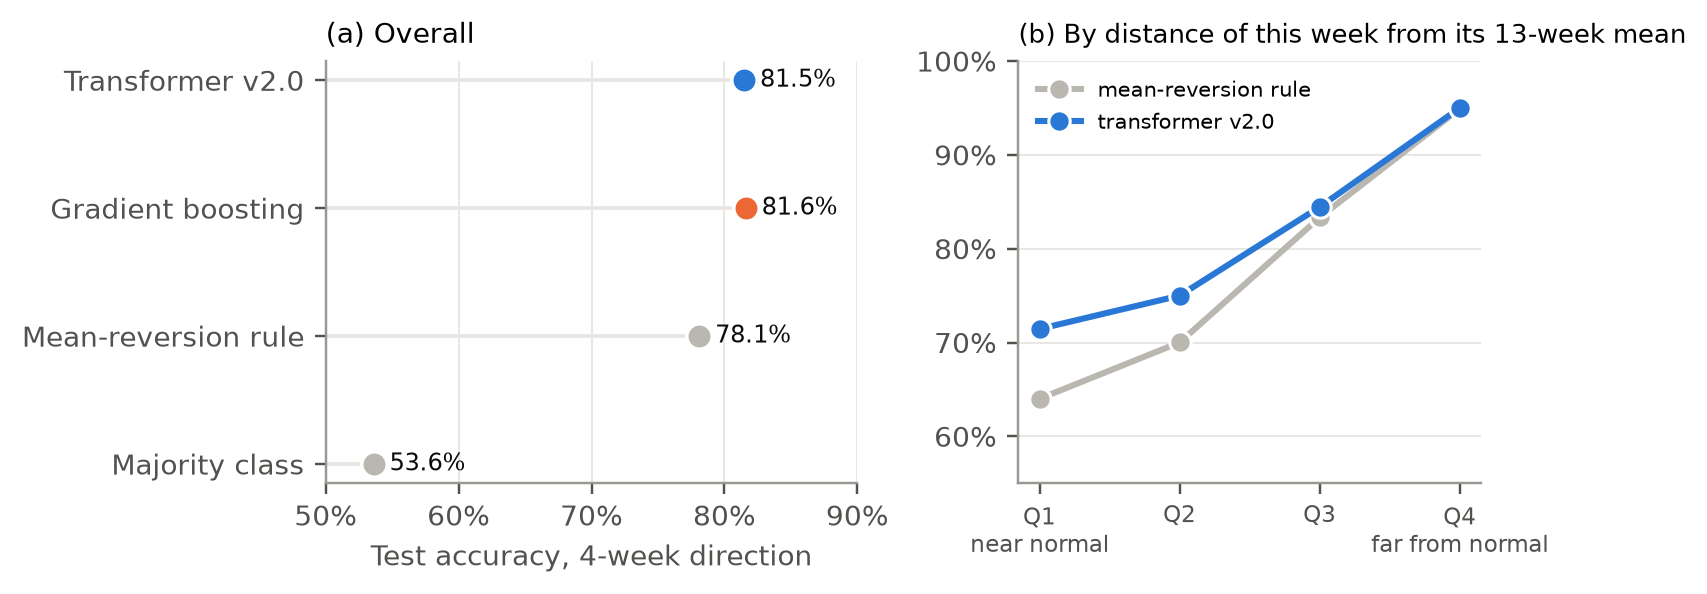 (a) Overall
Transformer v2.0
81.5%
Gradient boosting
81.6%
Mean-reversion rule
78.1%
Majority class
53.6%
50% 60% 70% 80% 90%
Test accuracy, 4-week direction
(b) By distance of this week from its 13-week mean
100%
90%
80%
70%
60%
mean-reversion rule
transformer v2.0
Q1 Q2 Q3 Q4
near normal far from normal